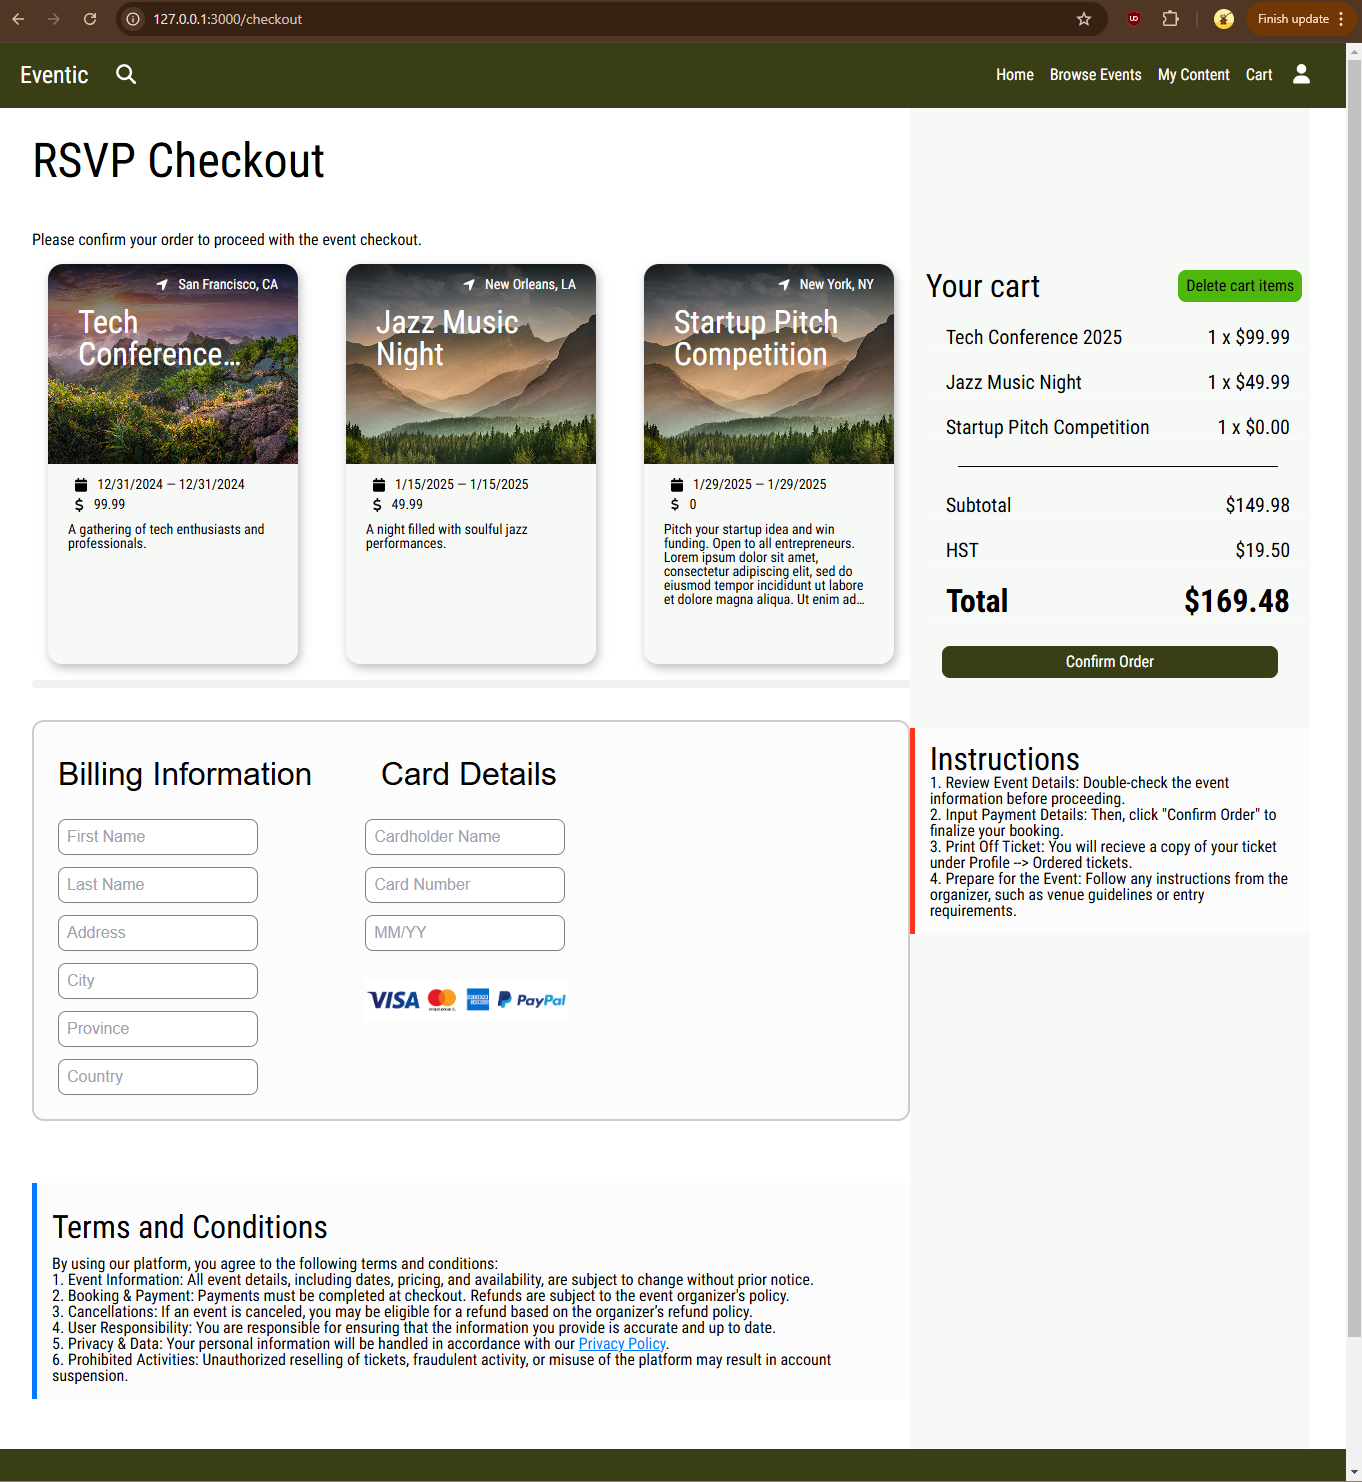 127.0.0.1:3000/checkout
Finish update
Eventic
Home Browse Events My Content Cart
RSVP Checkout
Please confirm your order to proceed with the event checkout.
San Francisco, CA
Tech
Conference…
12/31/2024 – 12/31/2024
99.99
A gathering of tech enthusiasts and
professionals.
New Orleans, LA
Jazz Music
Night
1/15/2025 – 1/15/2025
$ 49.99
A night filled with soulful jazz
performances.
New York, NY
Startup Pitch
Competition
1/29/2025 – 1/29/2025
$ 0
Pitch your startup idea and win
funding. Open to all entrepreneurs.
Lorem ipsum dolor sit amet,
consectetur adipiscing elit, sed do
eiusmod tempor incididunt ut labore
et dolore magna aliqua. Ut enim ad…
Your cart
Delete cart items
Tech Conference 2025 1 x $99.99
Jazz Music Night 1 x $49.99
Startup Pitch Competition 1 x $0.00
Subtotal $149.98
HST $19.50
Total $169.48
Confirm Order
Billing Information
First Name
Last Name
Address
City
Province
Country
Card Details
Cardholder Name
Card Number
MM/YY
VISA mastercard. AMERICAN EXPRESS PayPal
Instructions
1. Review Event Details: Double-check the event
information before proceeding.
2. Input Payment Details: Then, click "Confirm Order" to
finalize your booking.
3. Print Off Ticket: You will recieve a copy of your ticket
under Profile --> Ordered tickets.
4. Prepare for the Event: Follow any instructions from the
organizer, such as venue guidelines or entry
requirements.
Terms and Conditions
By using our platform, you agree to the following terms and conditions:
1. Event Information: All event details, including dates, pricing, and availability, are subject to change without prior notice.
2. Booking & Payment: Payments must be completed at checkout. Refunds are subject to the event organizer's policy.
3. Cancellations: If an event is canceled, you may be eligible for a refund based on the organizer's refund policy.
4. User Responsibility: You are responsible for ensuring that the information you provide is accurate and up to date.
5. Privacy & Data: Your personal information will be handled in accordance with our Privacy Policy.
6. Prohibited Activities: Unauthorized reselling of tickets, fraudulent activity, or misuse of the platform may result in account
suspension.